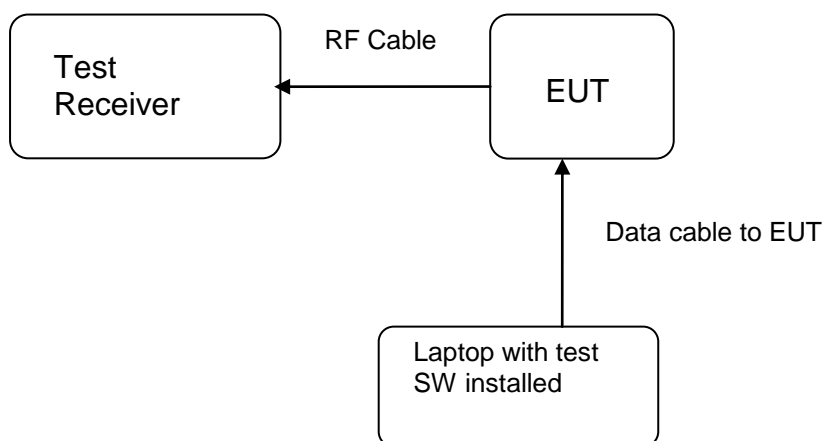 RF Cable
Test
Receiver
EUT
Data cable to EUT
Laptop with test
SW installed